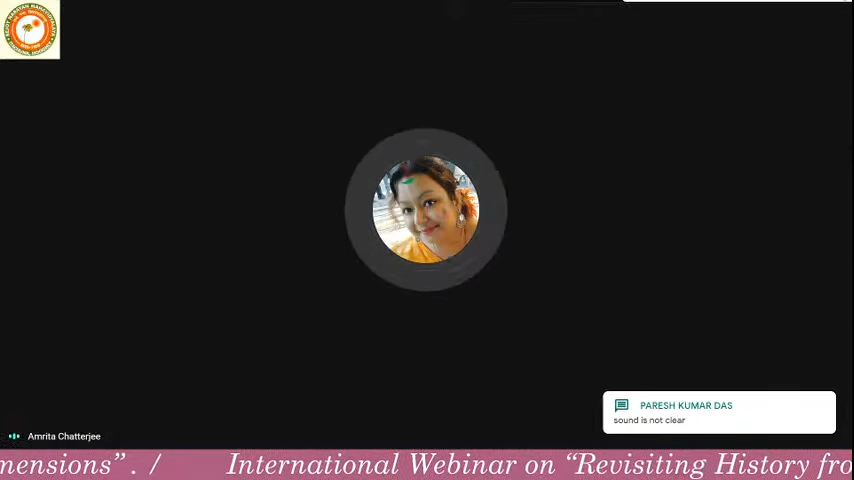 PARESH KUMAR DAS
sound is not clear
Amrita Chatterjee
mensions” . / International Webinar on “Revisiting History fro